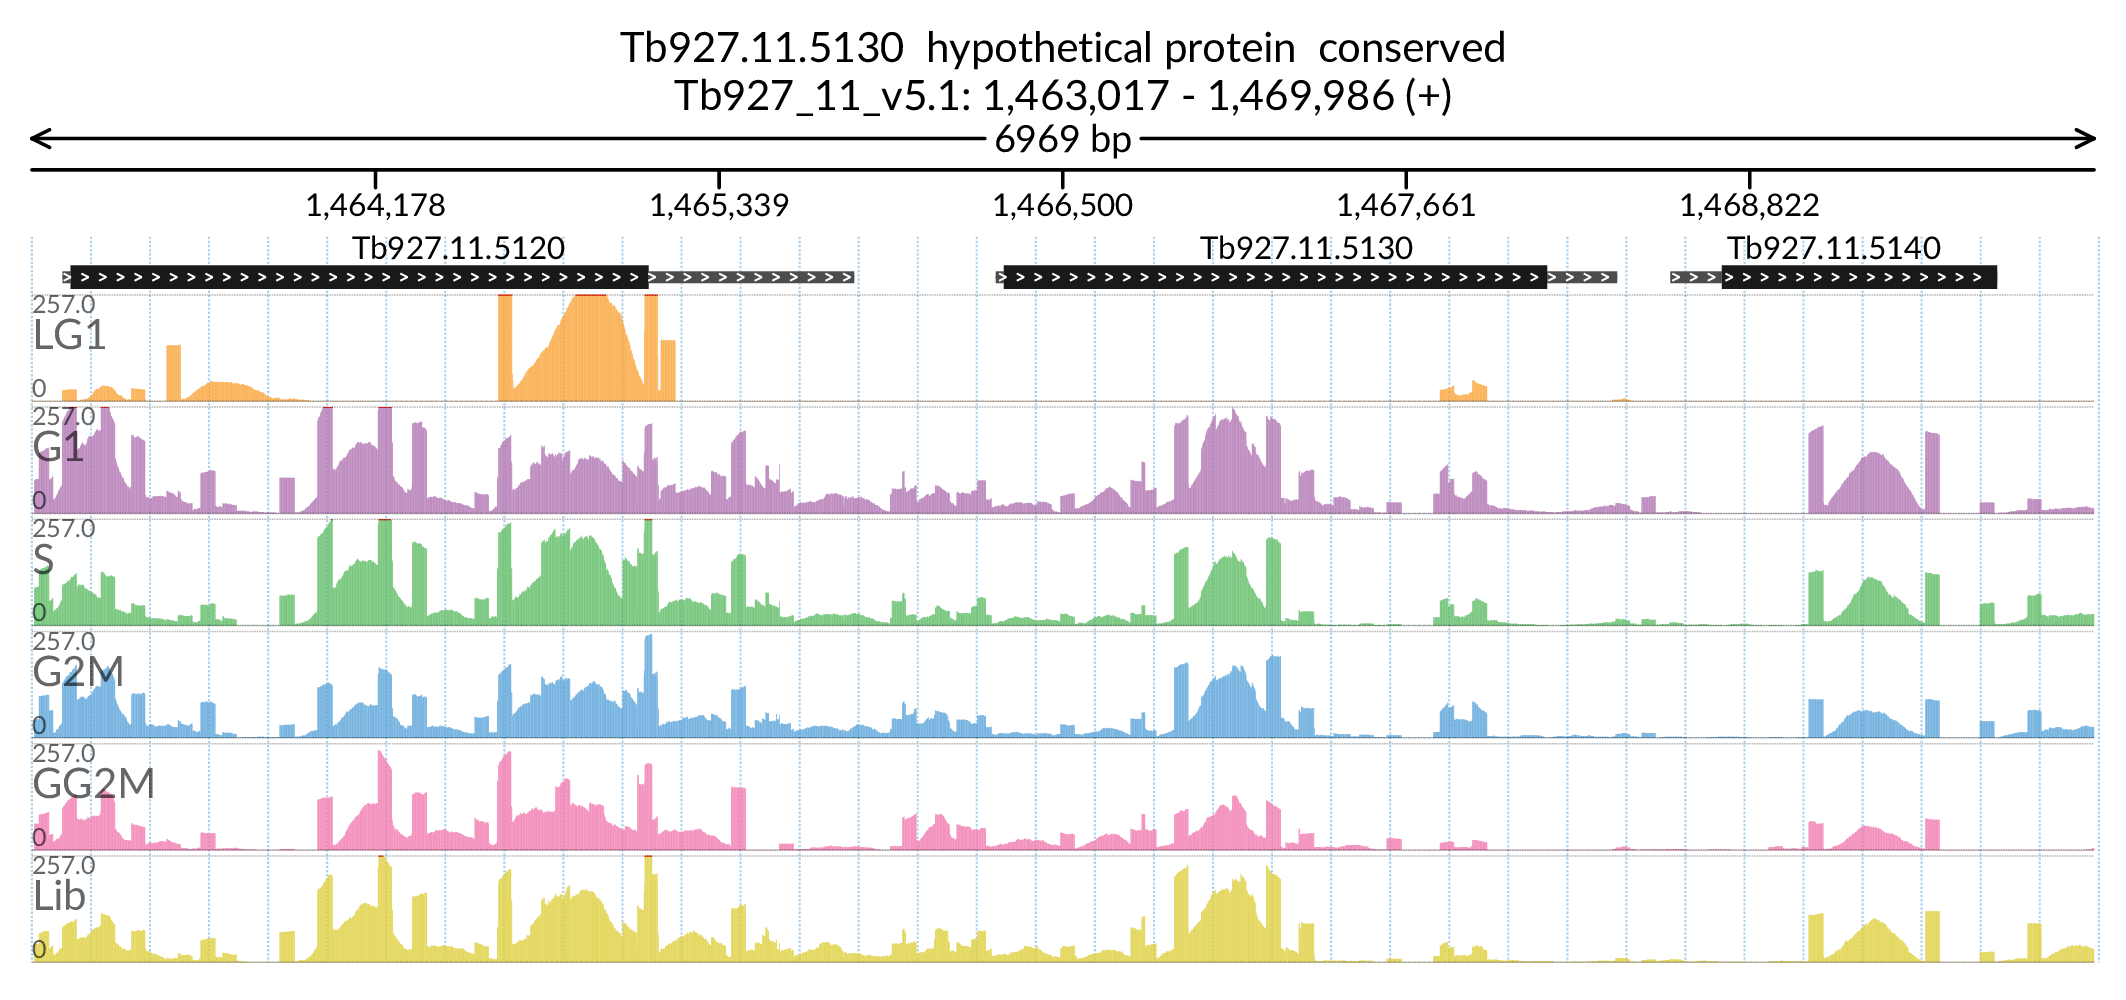 Tb927.11.5130  hypothetical protein  conserved
Tb927_11_v5.1: 1,463,017 - 1,469,986 (+)
6969 bp
1,464,178 1,465,339 1,466,500 1,467,661 1,468,822
Tb927.11.5120 Tb927.11.5130 Tb927.11.5140
257.0
LG1
0
257.0
G1
0
257.0
S
0
257.0
G2M
0
257.0
GG2M
0
257.0
Lib
0